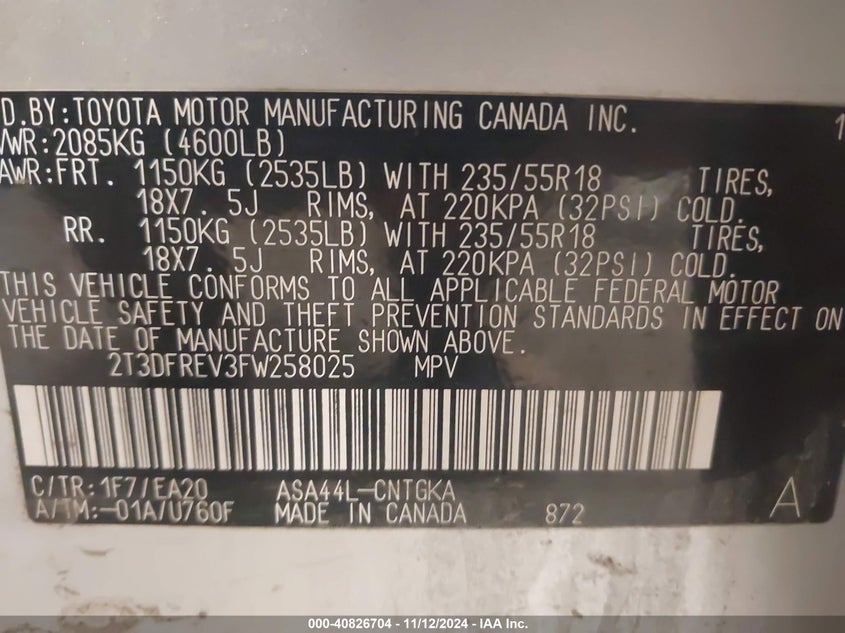 D.BY:TOYOTA MOTOR MANUFACTURING CANADA INC. 1
VWR:2085KG (4600LB)
AWR:FRT. 1150KG (2535LB) WITH 235/55R18 TIRES,
18X7.5J RIMS, AT 220KPA (32PSI) COLD.
RR. 1150KG (2535LB) WITH 235/55R18 TIRES,
18X7.5J RIMS, AT 220KPA (32PSI) COLD.
THIS VEHICLE CONFORMS TO ALL APPLICABLE FEDERAL MOTOR
VEHICLE SAFETY AND THEFT PREVENTION STANDARDS IN EFFECT ON
THE DATE OF MANUFACTURE SHOWN ABOVE.
2T3DFREV3FW258025 MPV
C/TR:1F7/EA20 ASA44L-CNTGKA A
A/TM:-01A/U760F MADE IN CANADA 872
000-40826704 - 11/12/2024 - IAA Inc.